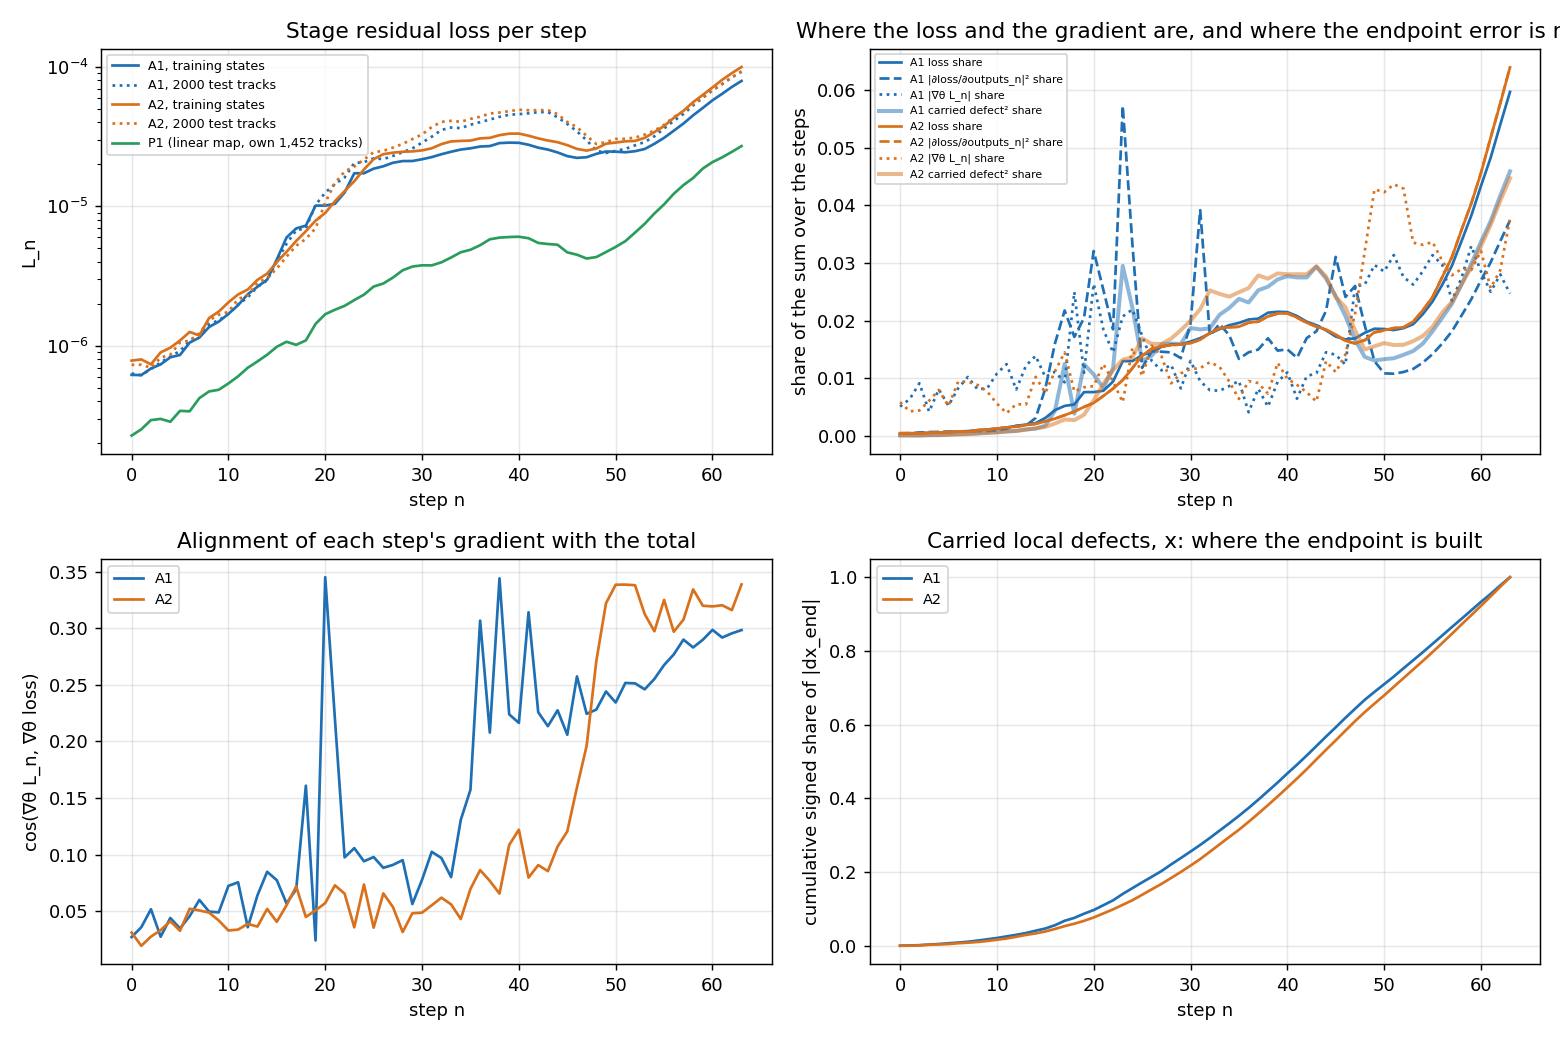 Stage residual loss per step
L_n
10⁻⁴
10⁻⁵
10⁻⁶
A1, training states
A1, 2000 test tracks
A2, training states
A2, 2000 test tracks
P1 (linear map, own 1,452 tracks)
0 10 20 30 40 50 60
step n
Where the loss and the gradient are, and where the endpoint error is r
share of the sum over the steps
0.06
0.05
0.04
0.03
0.02
0.01
0.00
A1 loss share
A1 |∂loss/∂outputs_n|² share
A1 |∇θ L_n| share
A1 carried defect² share
A2 loss share
A2 |∂loss/∂outputs_n|² share
A2 |∇θ L_n| share
A2 carried defect² share
0 10 20 30 40 50 60
step n
Alignment of each step's gradient with the total
cos(∇θ L_n, ∇θ loss)
0.35
0.30
0.25
0.20
0.15
0.10
0.05
A1
A2
0 10 20 30 40 50 60
step n
Carried local defects, x: where the endpoint is built
cumulative signed share of |dx_end|
1.0
0.8
0.6
0.4
0.2
0.0
A1
A2
0 10 20 30 40 50 60
step n